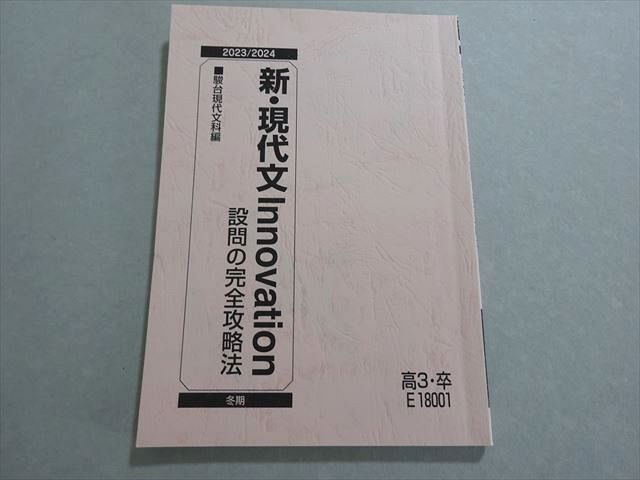 2023/2024
新・現代文Innovation
設問の完全攻略法
■駿台現代文科編
冬期
高3・卒
E18001